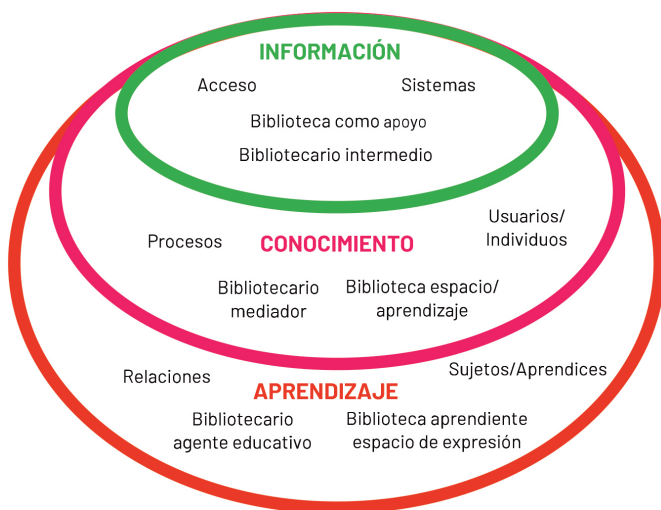 INFORMACIÓN
Acceso
Sistemas
Biblioteca como apoyo
Bibliotecario intermedio
Procesos
CONOCIMIENTO
Usuarios/
Individuos
Bibliotecario
mediador
Biblioteca espacio/
aprendizaje
Relaciones
APRENDIZAJE
Sujetos/Aprendices
Bibliotecario
agente educativo
Biblioteca aprendiente
espacio de expresión